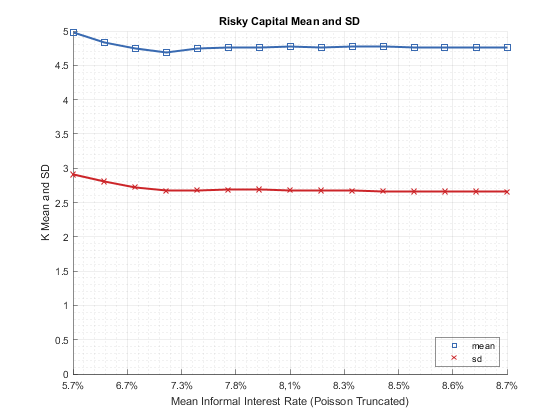 Risky Capital Mean and SD
K Mean and SD
5
4.5
4
3.5
3
2.5
2
1.5
1
0.5
0
5.7% 6.7% 7.3% 7.8% 8,1% 8.3% 8.5% 8.6% 8.7%
Mean Informal Interest Rate (Poisson Truncated)
mean
sd